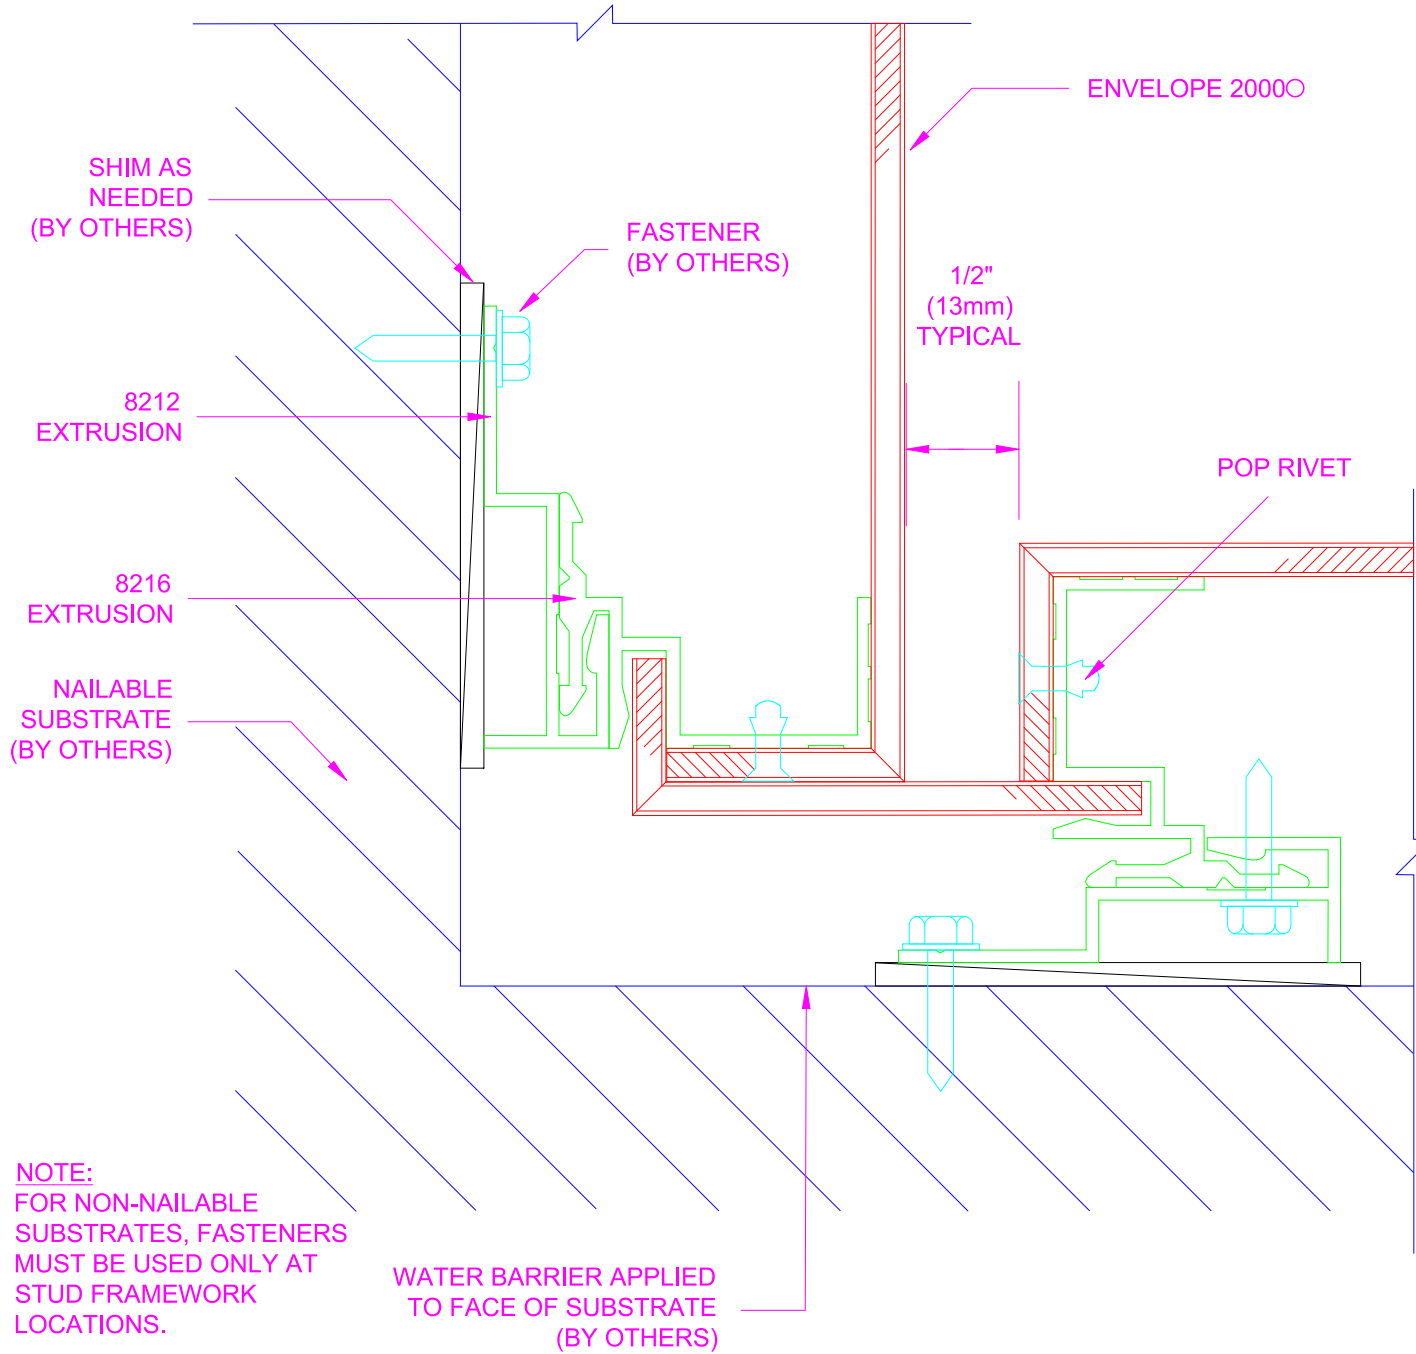 ENVELOPE 2000○
SHIM AS
NEEDED
(BY OTHERS)
FASTENER
(BY OTHERS)
1/2"
(13mm)
TYPICAL
8212
EXTRUSION
POP RIVET
8216
EXTRUSION
NAILABLE
SUBSTRATE
(BY OTHERS)
NOTE:
FOR NON-NAILABLE
SUBSTRATES, FASTENERS
MUST BE USED ONLY AT
STUD FRAMEWORK
LOCATIONS.
WATER BARRIER APPLIED
TO FACE OF SUBSTRATE
(BY OTHERS)